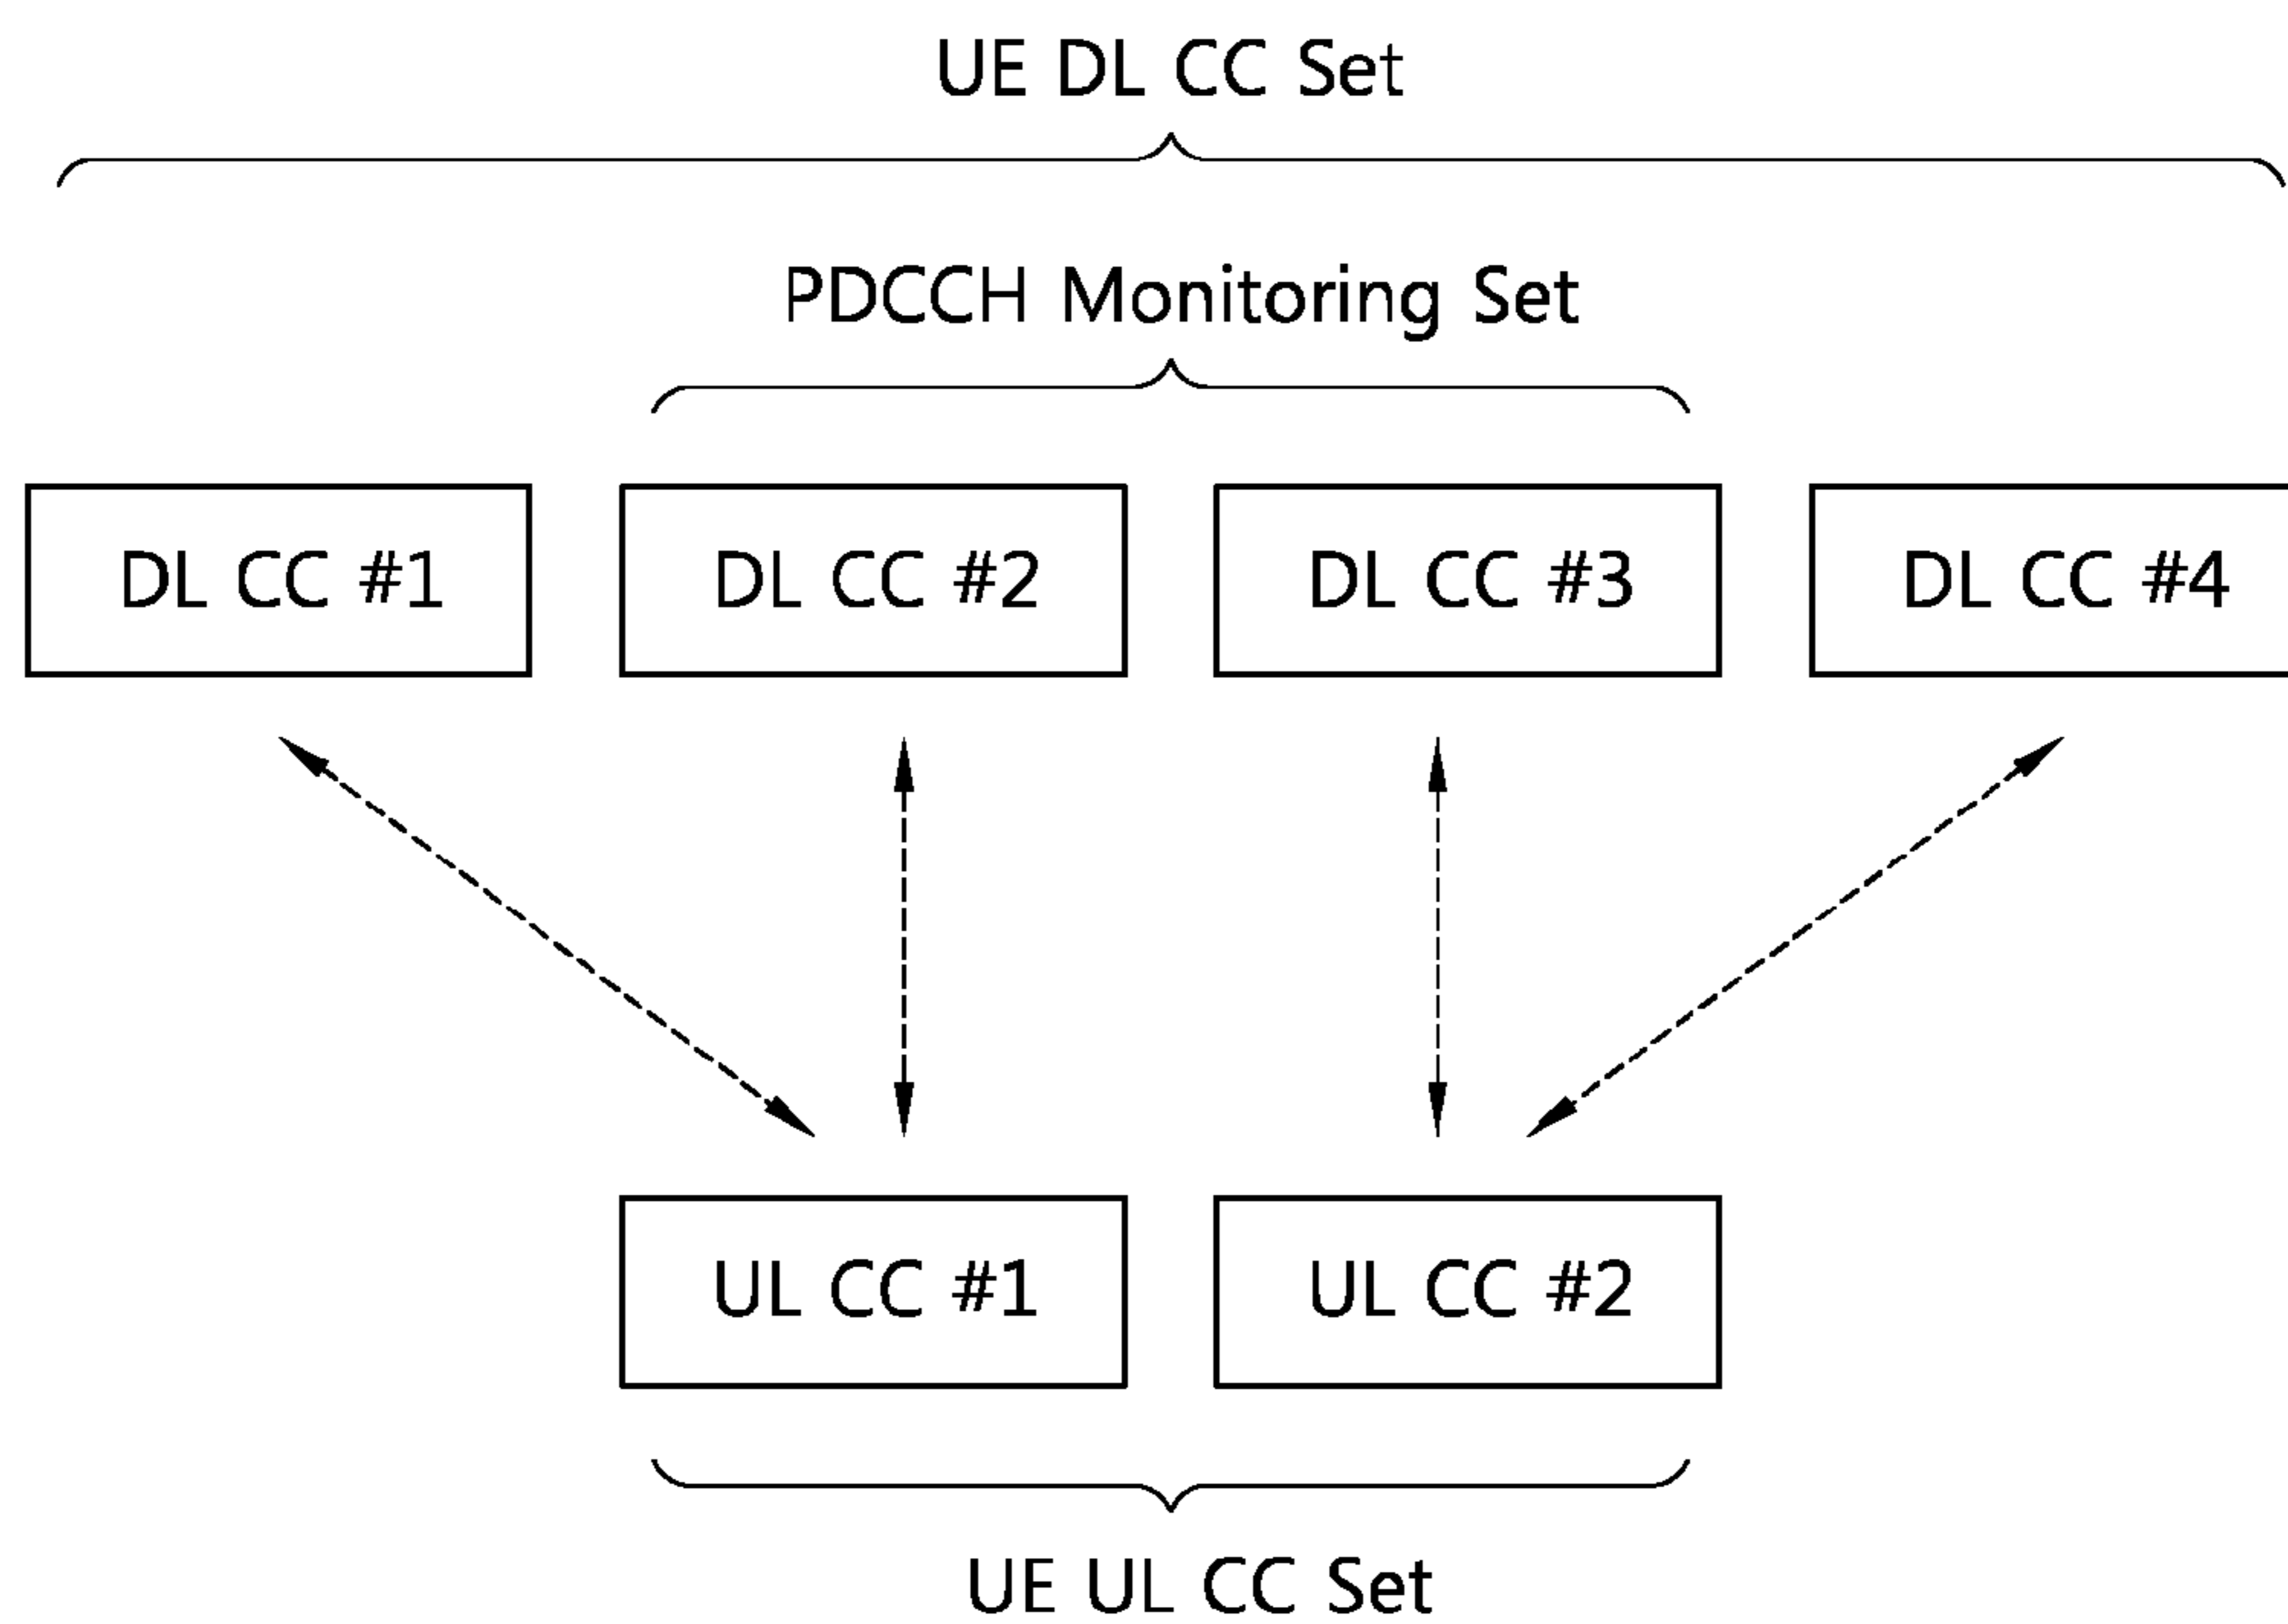 UE DL CC Set
PDCCH Monitoring Set
DL CC #1 DL CC #2 DL CC #3 DL CC #4
UL CC #1 UL CC #2
UE UL CC Set